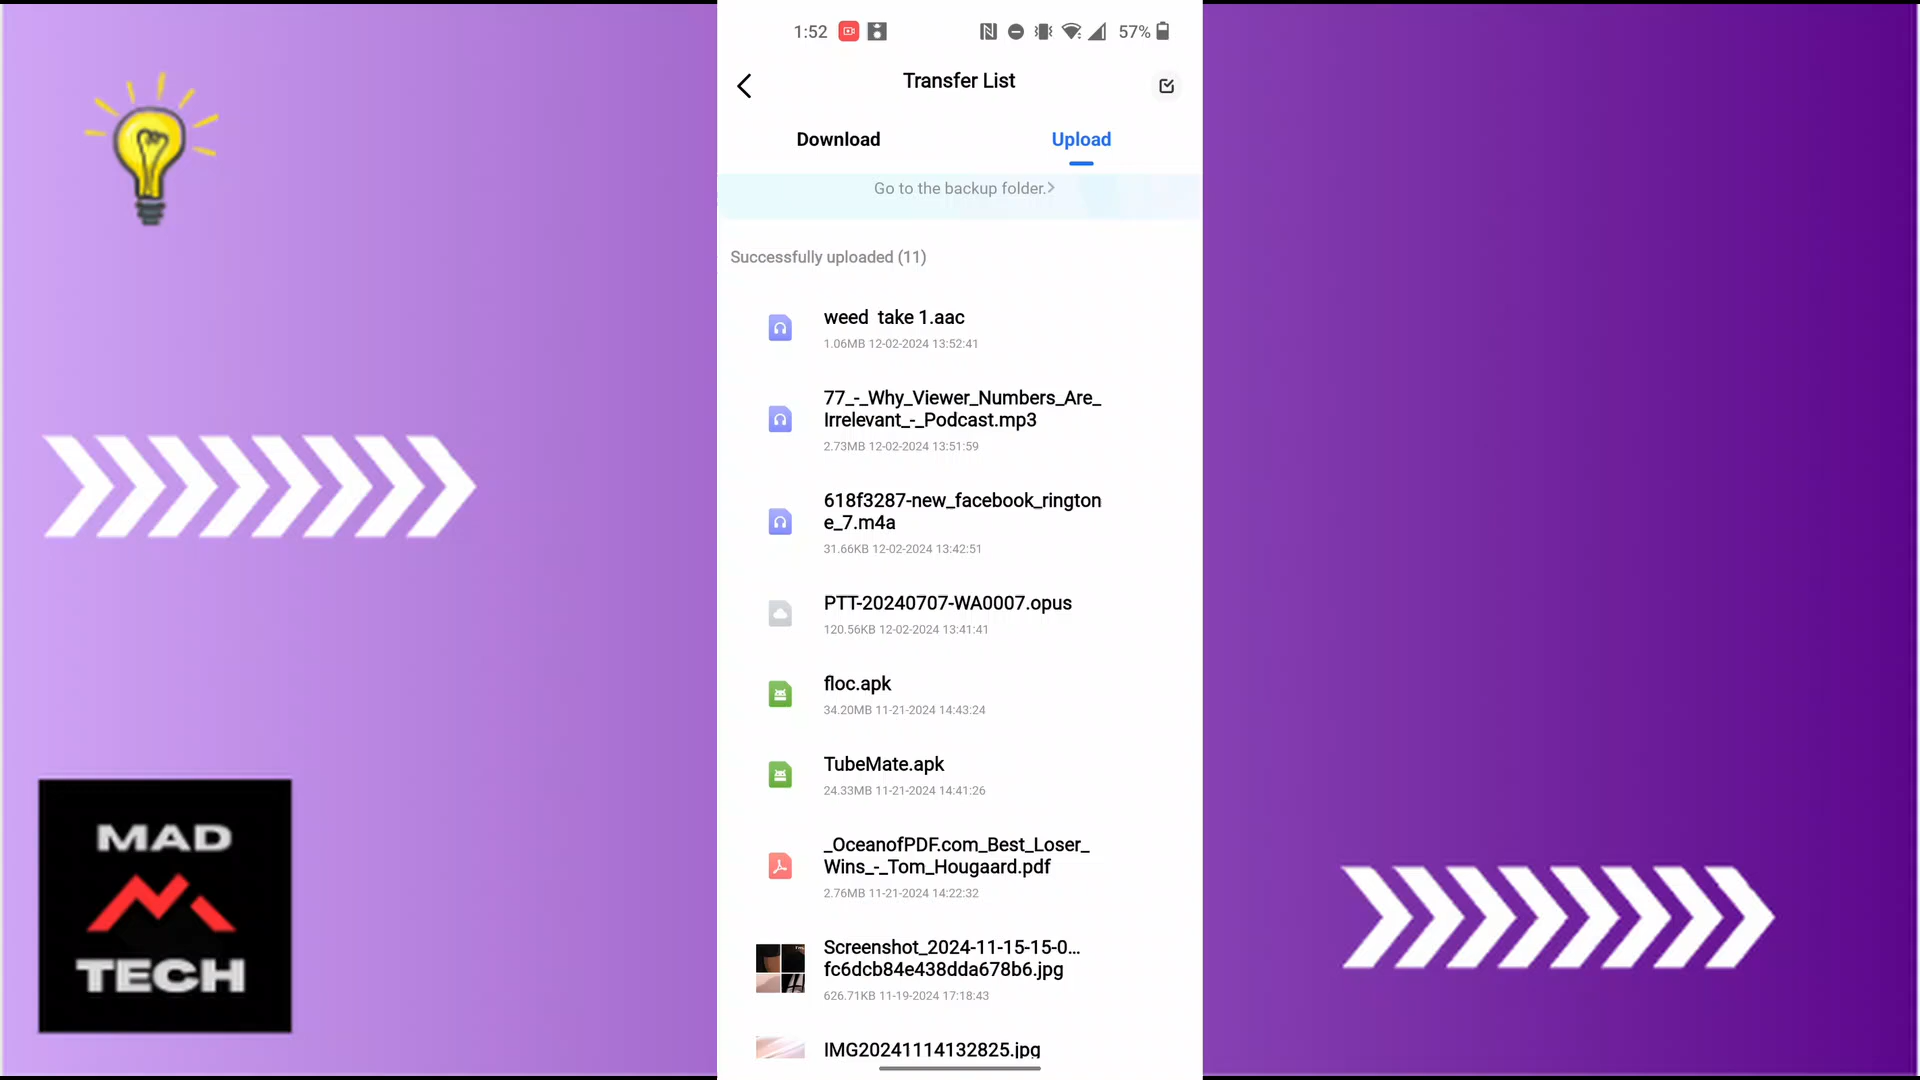 1:52
57%
Transfer List
Download
Upload
Go to the backup folder.>
Successfully uploaded (11)
weed  take 1.aac
1.06MB 12-02-2024 13:52:41
77_-_Why_Viewer_Numbers_Are_
Irrelevant_-_Podcast.mp3
2.73MB 12-02-2024 13:51:59
618f3287-new_facebook_rington
e_7.m4a
31.66KB 12-02-2024 13:42:51
PTT-20240707-WA0007.opus
120.56KB 12-02-2024 13:41:41
floc.apk
34.20MB 11-21-2024 14:43:24
TubeMate.apk
24.33MB 11-21-2024 14:41:26
_OceanofPDF.com_Best_Loser_
Wins_-_Tom_Hougaard.pdf
2.76MB 11-21-2024 14:22:32
Screenshot_2024-11-15-15-0...
fc6dcb84e438dda678b6.jpg
626.71KB 11-19-2024 17:18:43
IMG20241114132825.jpg
MAD
TECH